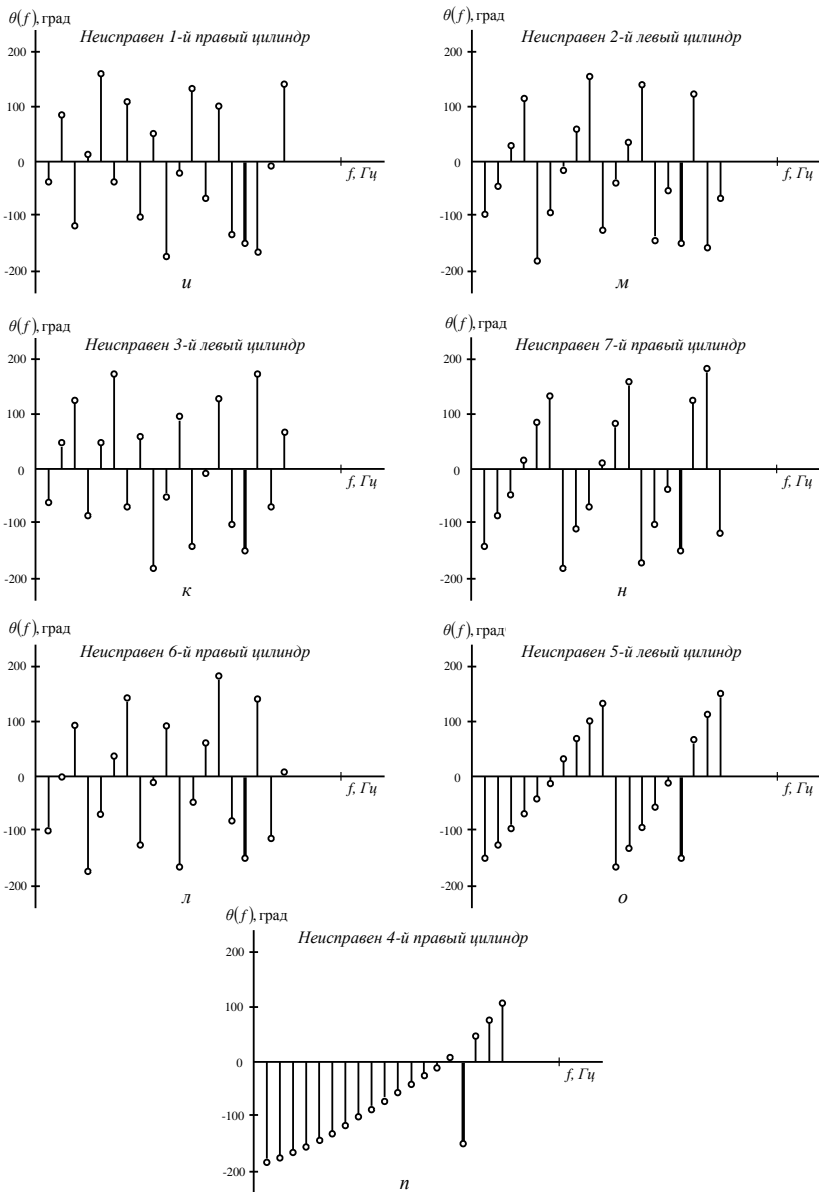 θ(f), град
Неисправен 1-й правый цилиндр
200
100
0
-100
-200
f, Гц
и
θ(f), град
Неисправен 2-й левый цилиндр
200
100
0
-100
-200
f, Гц
м
θ(f), град
Неисправен 3-й левый цилиндр
200
100
0
-100
-200
f, Гц
к
θ(f), град
Неисправен 7-й правый цилиндр
200
100
0
-100
-200
f, Гц
н
θ(f), град
Неисправен 6-й правый цилиндр
200
100
0
-100
-200
f, Гц
л
θ(f), град
Неисправен 5-й левый цилиндр
200
100
0
-100
-200
f, Гц
о
θ(f), град
Неисправен 4-й правый цилиндр
200
100
0
-100
-200
f, Гц
п